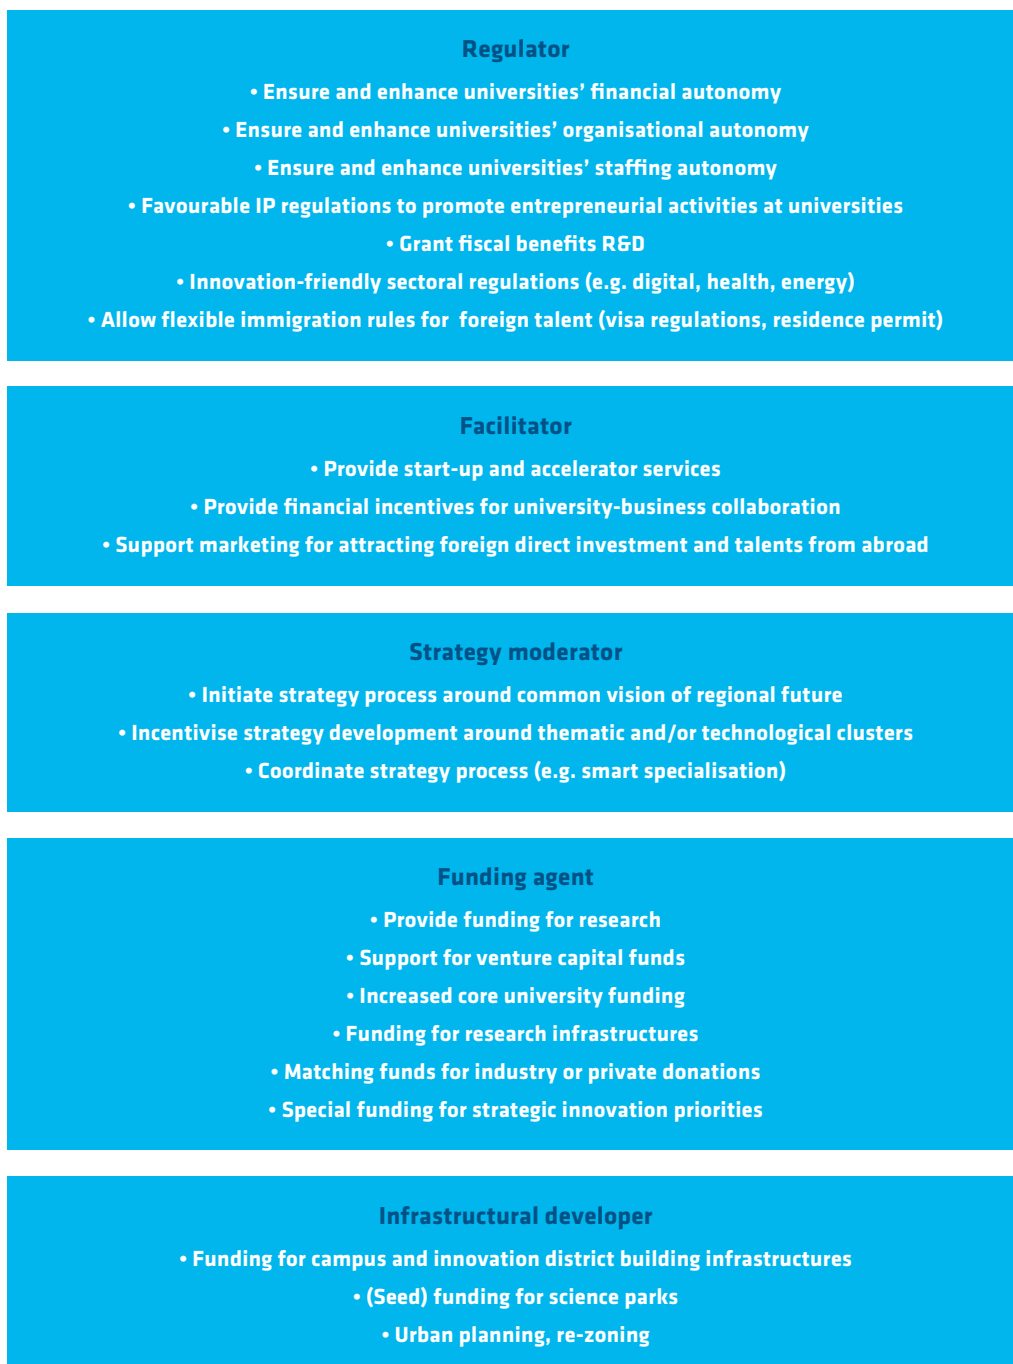 Regulator
• Ensure and enhance universities’ financial autonomy
• Ensure and enhance universities’ organisational autonomy
• Ensure and enhance universities’ staffing autonomy
• Favourable IP regulations to promote entrepreneurial activities at universities
• Grant fiscal benefits R&D
• Innovation-friendly sectoral regulations (e.g. digital, health, energy)
• Allow flexible immigration rules for foreign talent (visa regulations, residence permit)
Facilitator
• Provide start-up and accelerator services
• Provide financial incentives for university-business collaboration
• Support marketing for attracting foreign direct investment and talents from abroad
Strategy moderator
• Initiate strategy process around common vision of regional future
• Incentivise strategy development around thematic and/or technological clusters
• Coordinate strategy process (e.g. smart specialisation)
Funding agent
• Provide funding for research
• Support for venture capital funds
• Increased core university funding
• Funding for research infrastructures
• Matching funds for industry or private donations
• Special funding for strategic innovation priorities
Infrastructural developer
• Funding for campus and innovation district building infrastructures
• (Seed) funding for science parks
• Urban planning, re-zoning